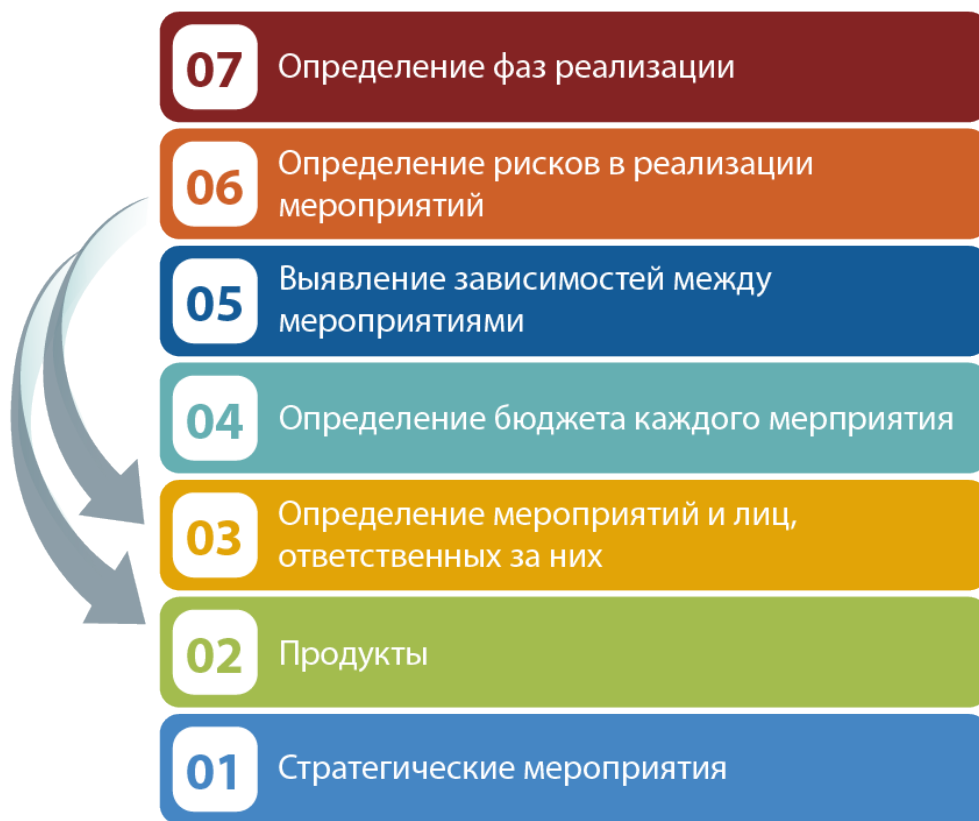 07 Определение фаз реализации
06 Определение рисков в реализации
мероприятий
05 Выявление зависимостей между
мероприятиями
04 Определение бюджета каждого мерприятия
03 Определение мероприятий и лиц,
ответственных за них
02 Продукты
01 Стратегические мероприятия